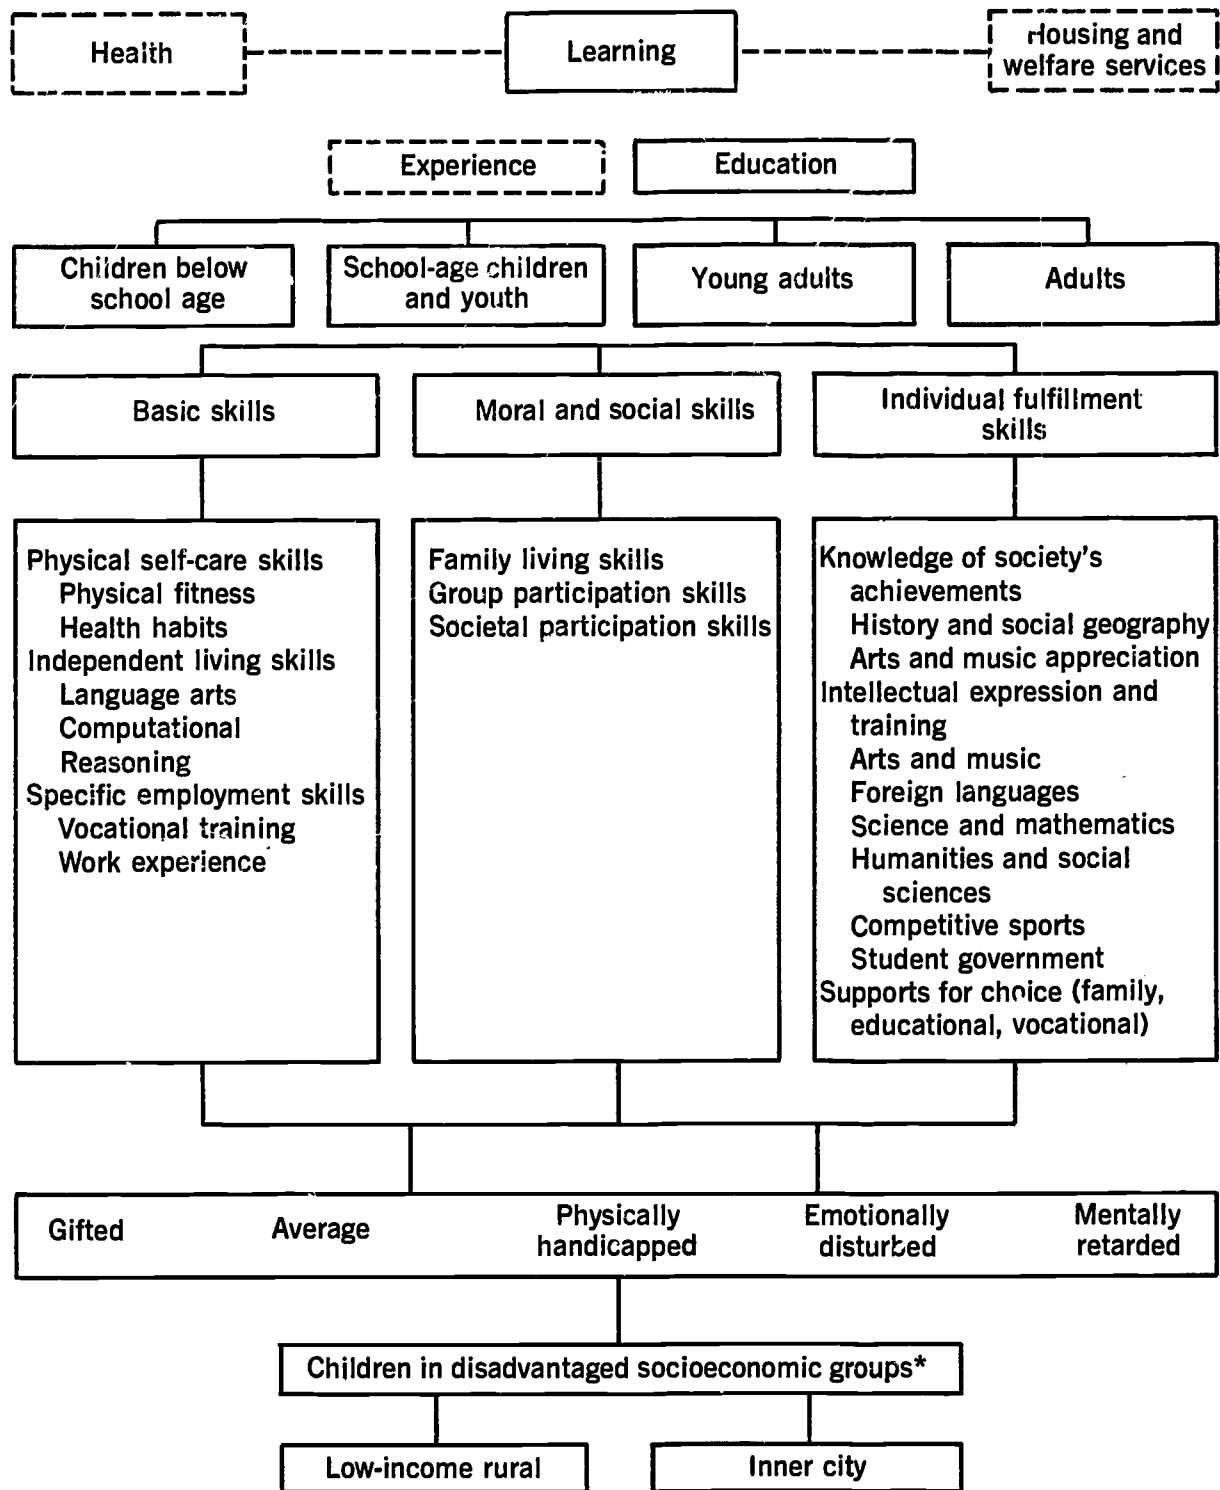 Health
Learning
Housing and
welfare services
Experience
Education
Children below
school age
School-age children
and youth
Young adults
Adults
Basic skills
Moral and social skills
Individual fulfillment
skills
Physical self-care skills
Physical fitness
Health habits
Independent living skills
Language arts
Computational
Reasoning
Specific employment skills
Vocational training
Work experience
Family living skills
Group participation skills
Societal participation skills
Knowledge of society's
achievements
History and social geography
Arts and music appreciation
Intellectual expression and
training
Arts and music
Foreign languages
Science and mathematics
Humanities and social
sciences
Competitive sports
Student government
Supports for choice (family,
educational, vocational)
Gifted
Average
Physically
handicapped
Emotionally
disturbed
Mentally
retarded
Children in disadvantaged socioeconomic groups*
Low-income rural
Inner city